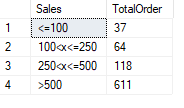 Sales TotalOrder
1 <=100 37
2 100<x<=250 64
3 250<x<=500 118
4 >500 611